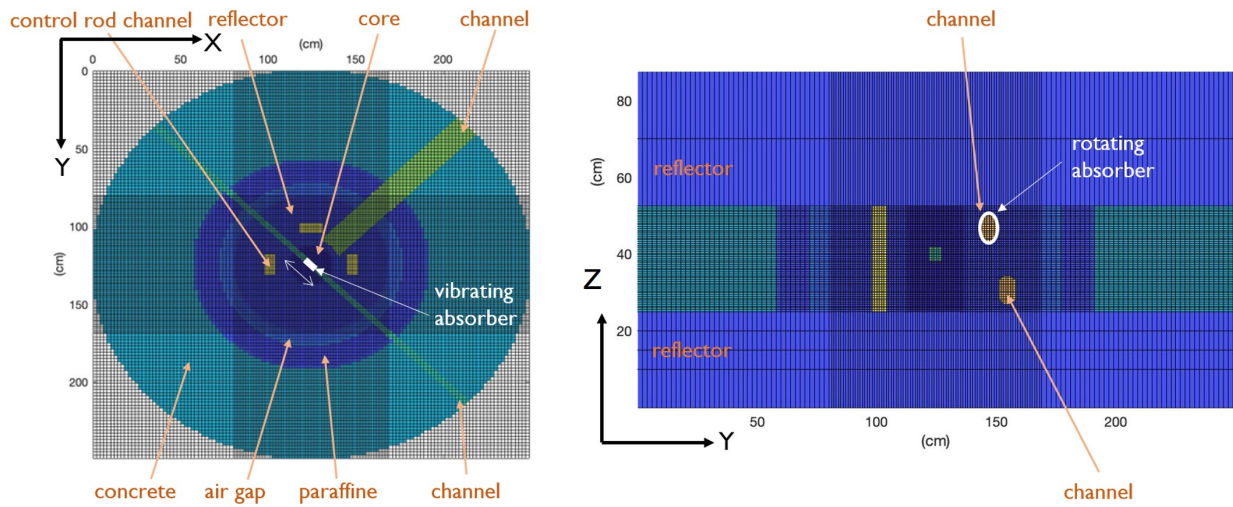 control rod channel
reflector
core
channel
X
(cm)
0
50
100
150
200
0
50
100
150
200
Y
(cm)
vibrating
absorber
concrete
air gap
paraffine
channel
channel
80
60
40
20
(cm)
Z
reflector
rotating
absorber
reflector
50
100
150
200
Y
(cm)
channel